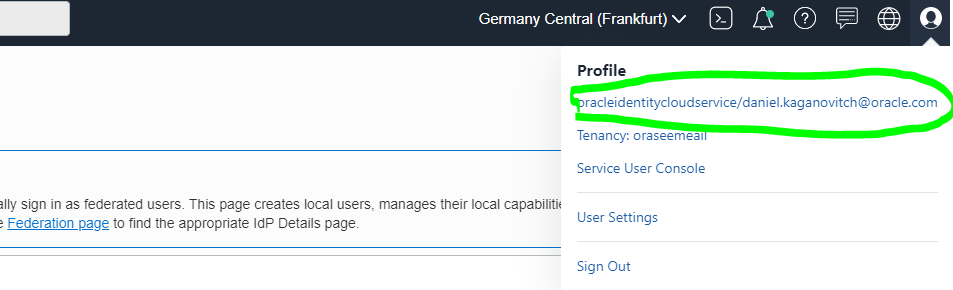 Germany Central (Frankfurt)
Profile
oracleidentitycloudservice/daniel.kaganovitch@oracle.com
Tenancy: oraseemeail
Service User Console
ally sign in as federated users. This page creates local users, manages their local capabilitie
e Federation page to find the appropriate IdP Details page.
User Settings
Sign Out